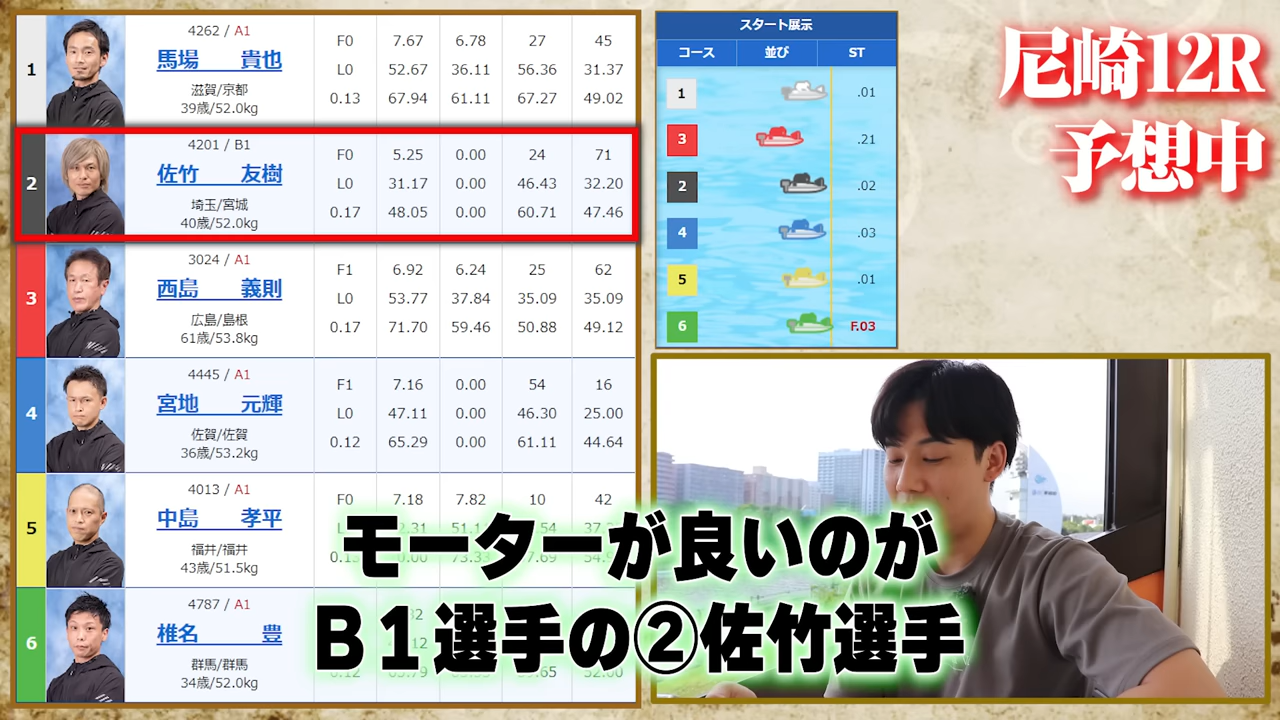 1
4262 / A1
馬場 貴也
滋賀/京都
39歳/52.0kg
F0 7.67 6.78 27 45
L0 52.67 36.11 56.36 31.37
0.13 67.94 61.11 67.27 49.02
2
4201 / B1
佐竹 友樹
埼玉/宮城
40歳/52.0kg
F0 5.25 0.00 24 71
L0 31.17 0.00 46.43 32.20
0.17 48.05 0.00 60.71 47.46
3
3024 / A1
西島 義則
広島/島根
61歳/53.8kg
F1 6.92 6.24 25 62
L0 53.77 37.84 35.09 35.09
0.17 71.70 59.46 50.88 49.12
4
4445 / A1
宮地 元輝
佐賀/佐賀
36歳/53.2kg
F1 7.16 0.00 54 16
L0 47.11 0.00 46.30 25.00
0.12 65.29 0.00 61.11 44.64
5
4013 / A1
中島 孝平
福井/福井
43歳/51.5kg
F0 7.18 7.82 10 42
6
4787 / A1
椎名 豊
群馬/群馬
34歳/52.0kg
スタート展示
コース 並び ST
1 .01
3 .21
2 .02
4 .03
5 .01
6 F.03
尼崎12R
予想中
モーターが良いのが
B1選手の②佐竹選手